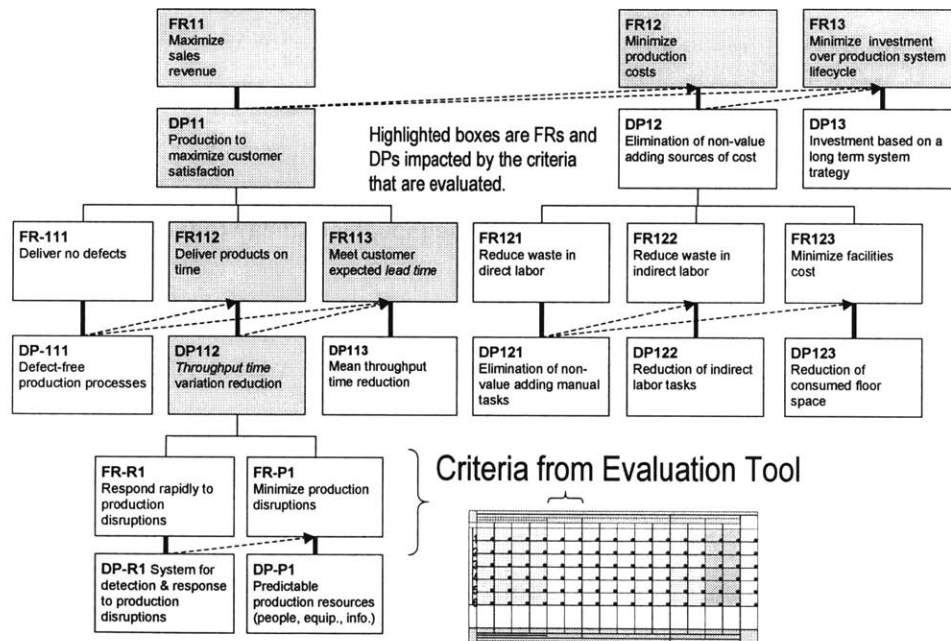 FR11
Maximize
sales
revenue
FR12
Minimize
production
costs
FR13
Minimize investment
over production system
lifecycle
DP11
Production to
maximize customer
satisfaction
Highlighted boxes are FRs and
DPs impacted by the criteria
that are evaluated.
DP12
Elimination of non-value
adding sources of cost
DP13
Investment based on a
long term system
trategy
FR-111
Deliver no defects
FR112
Deliver products on
time
FR113
Meet customer
expected lead time
FR121
Reduce waste in
direct labor
FR122
Reduce waste in
indirect labor
FR123
Minimize facilities
cost
DP-111
Defect-free
production processes
DP112
Throughput time
variation reduction
DP113
Mean throughput
time reduction
DP121
Elimination of non-
value adding manual
tasks
DP122
Reduction of indirect
labor tasks
DP123
Reduction of
consumed floor
space
FR-R1
Respond rapidly to
production
disruptions
FR-P1
Minimize production
disruptions
Criteria from Evaluation Tool
DP-R1 System for
detection & response
to production
disruptions
DP-P1
Predictable
production resources
(people, equip., info.)